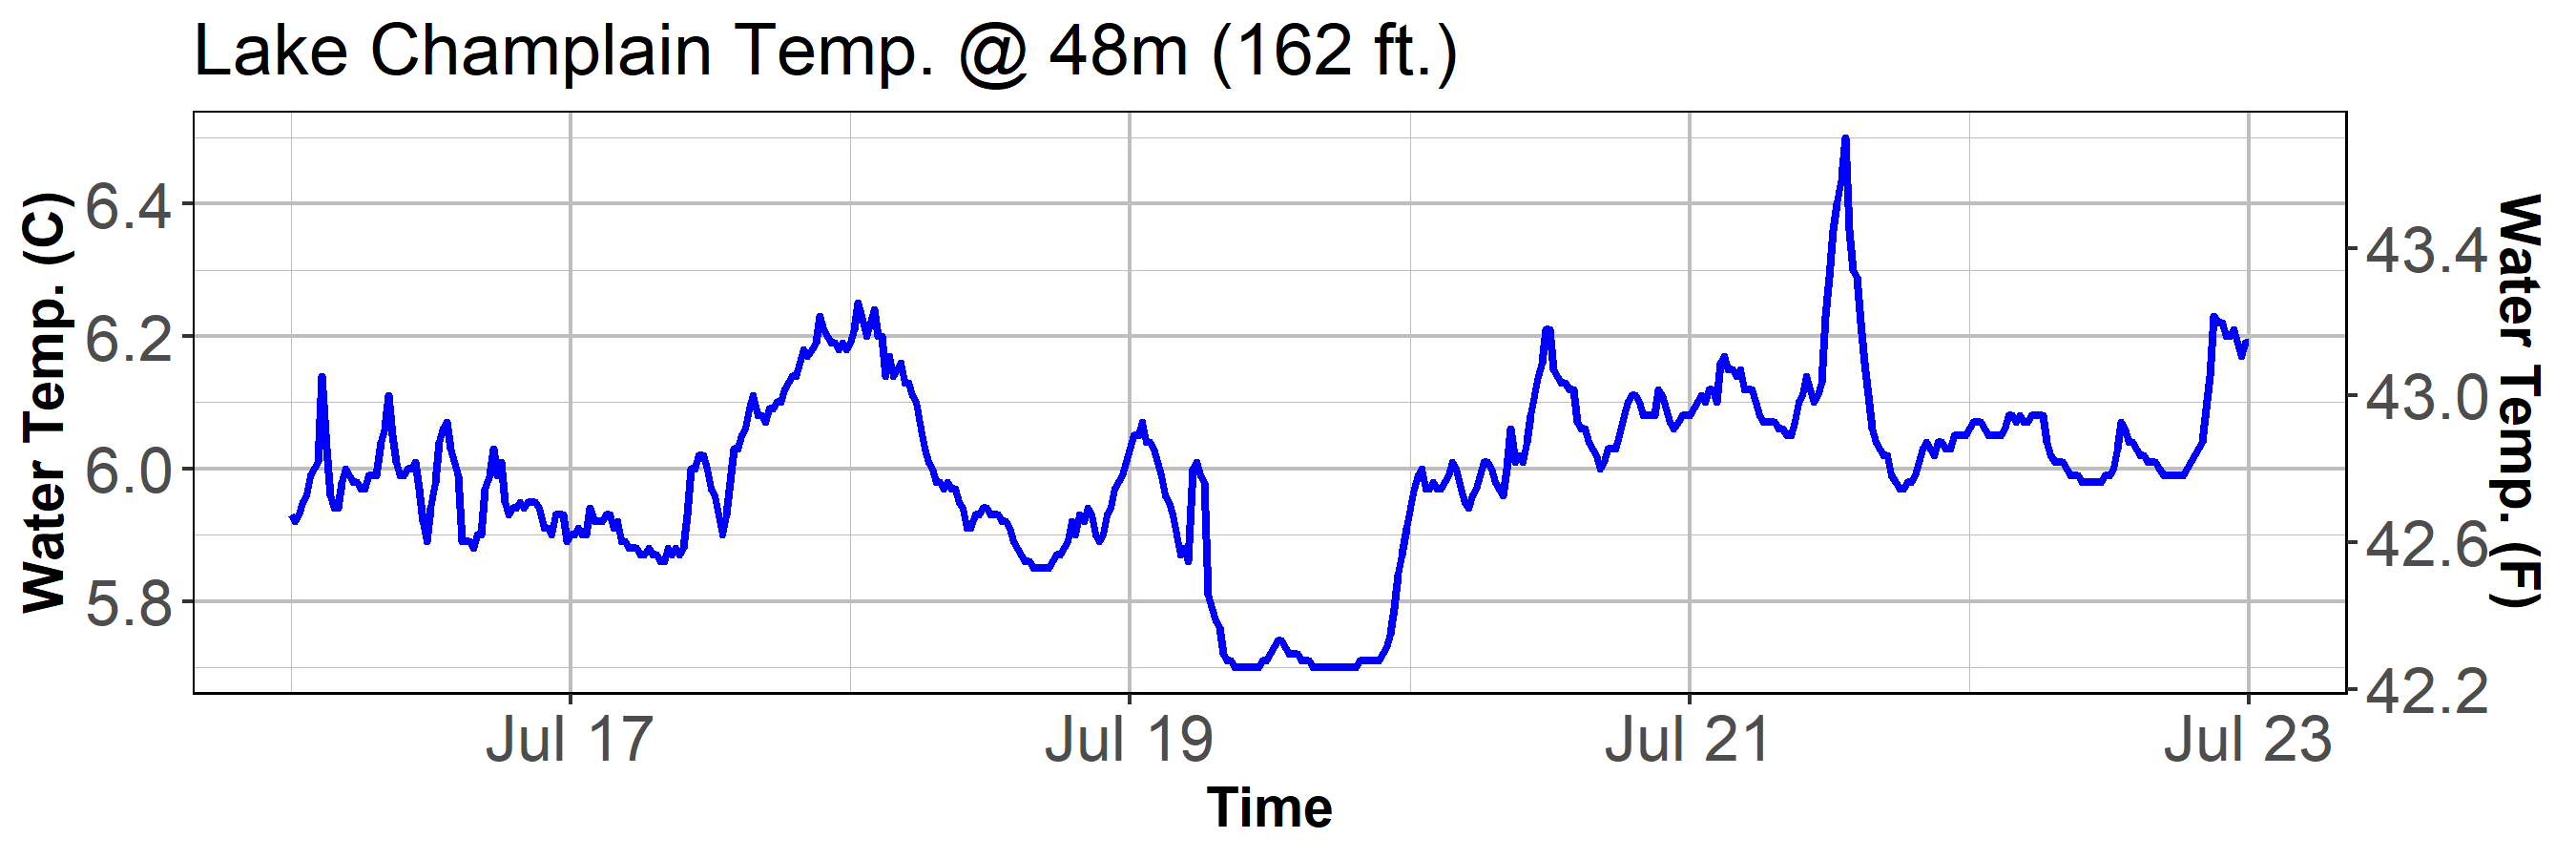 Lake Champlain Temp. @ 48m (162 ft.)
Water Temp. (C)
6.4
6.2
6.0
5.8
43.4
43.0
42.6
42.2
Water Temp. (F)
Jul 17 Jul 19 Jul 21 Jul 23
Time